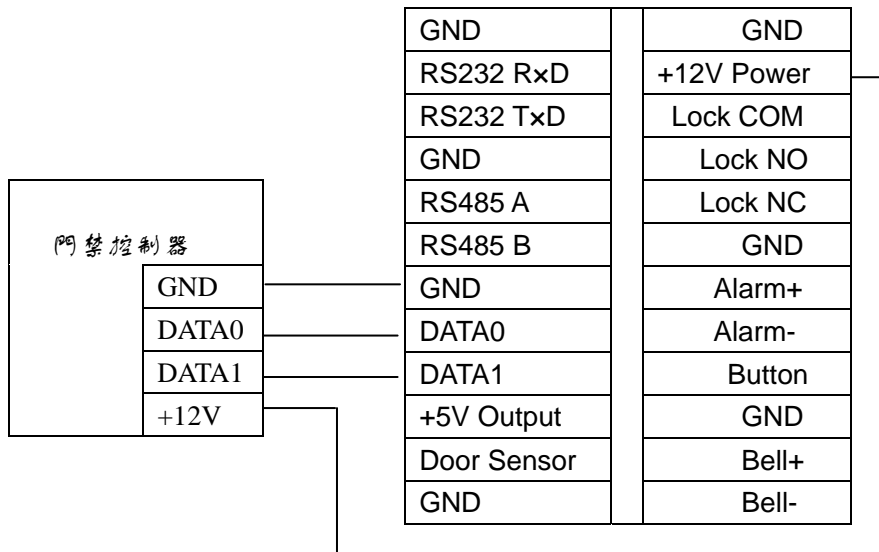 門禁控制器
GND
DATA0
DATA1
+12V
GND
RS232 R×D
RS232 T×D
GND
RS485 A
RS485 B
GND
DATA0
DATA1
+5V Output
Door Sensor
GND
GND
+12V Power
Lock COM
Lock NO
Lock NC
GND
Alarm+
Alarm-
Button
GND
Bell+
Bell-